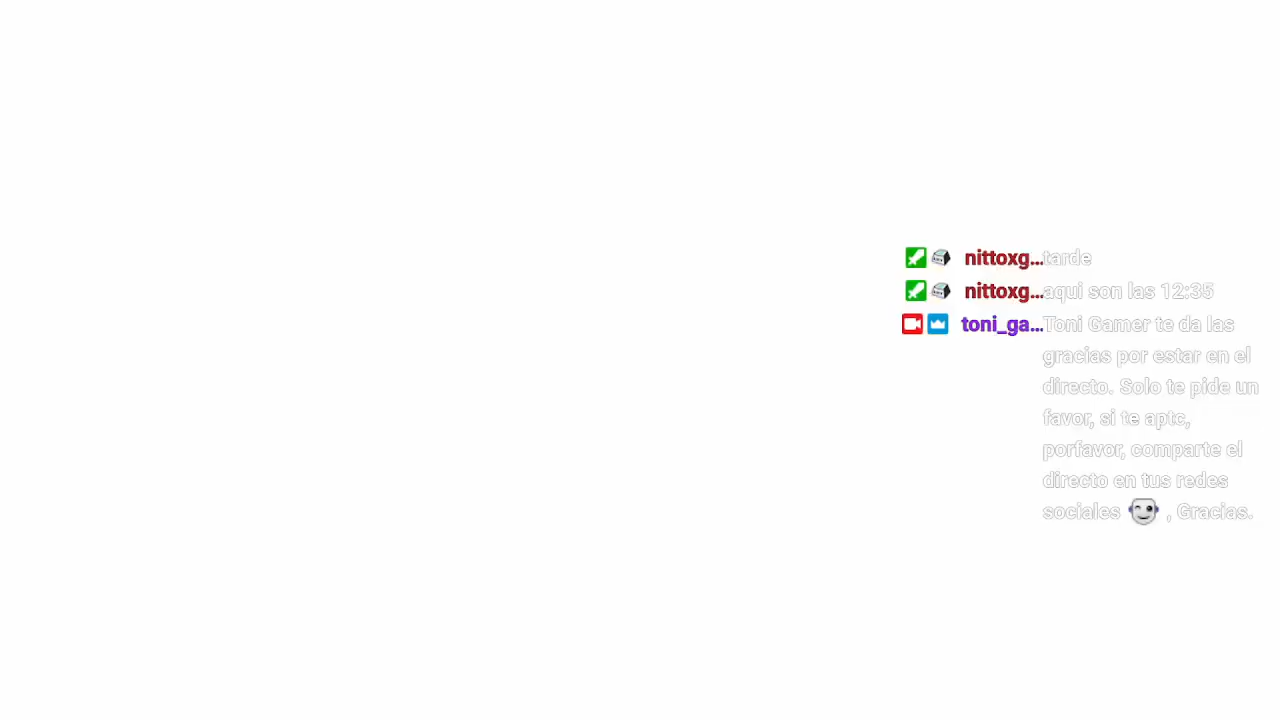 nittoxg...tarde
nittoxg...aqui son las 12:35
toni_ga...Toni Gamer te da las
gracias por estar en el
directo. Solo te pide un
favor, si te aptc,
porfavor, comparte el
directo en tus redes
sociales , Gracias.